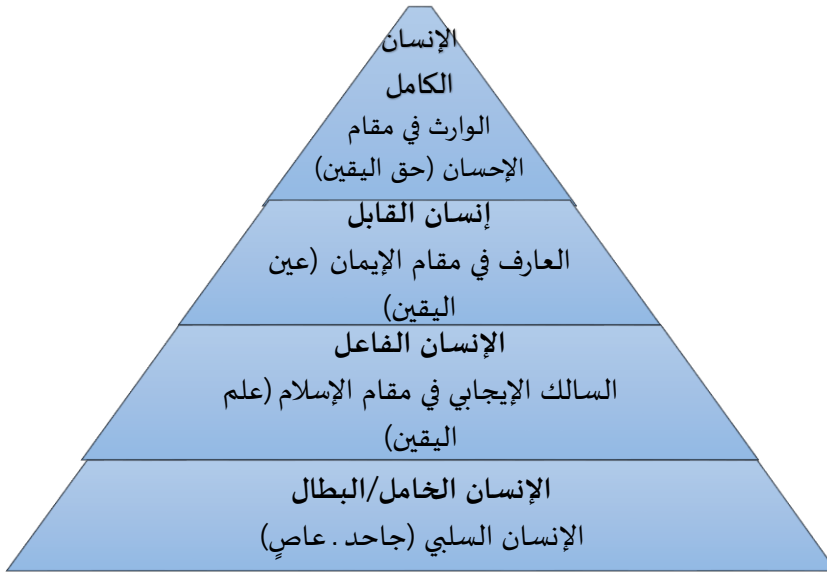 الإنسان
الكامل
الوارث في مقام
الإحسان (حق اليقين)
إنسان القابل
العارف في مقام الإيمان (عين
اليقين)
الإنسان الفاعل
السالك الإيجابي في مقام الإسلام (علم
اليقين)
الإنسان الخامل/البطال
الإنسان السلبي (جاحد . عاصٍ)